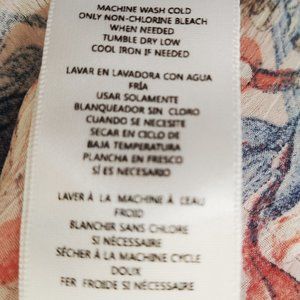 MACHINE WASH COLD
ONLY NON-CHLORINE BLEACH
WHEN NEEDED
TUMBLE DRY LOW
COOL IRON IF NEEDED
LAVAR EN LAVADORA CON AGUA
FRÍA
USAR SOLAMENTE
BLANQUEADOR SIN CLORO
CUANDO SE NECESITE
SECAR EN CICLO DE
BAJA TEMPERATURA
PLANCHA EN FRESCO
SÍ ES NECESARIO
LAVER À LA MACHINE À L'EAU
FROID
BLANCHIR SANS CHLORE
SI NÉCESSAIRE
SÉCHER À LA MACHINE CYCLE
DOUX
FER FROIDE SI NÉCESSAIRE